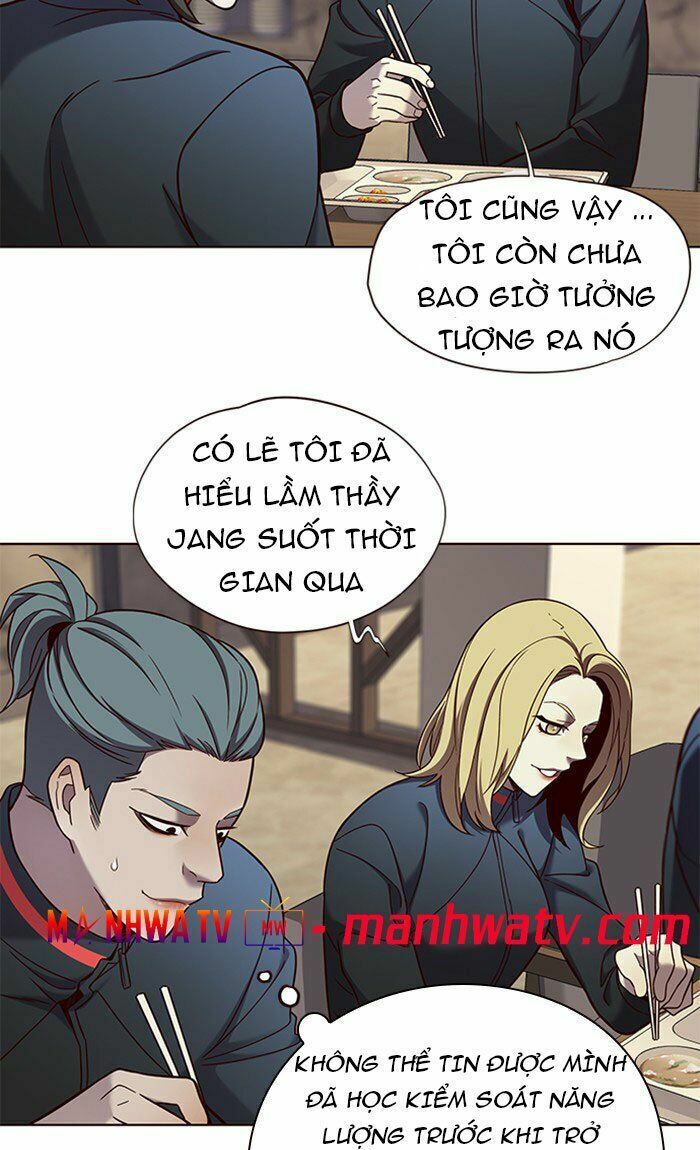 TÔI CŨNG VẬY ...
TÔI CÒN CHƯA
BAO GIỜ TƯỞNG
TƯỢNG RA NÓ
CÓ LẼ TÔI ĐÃ
HIỂU LẦM THẦY
JANG SUỐT THỜI
GIAN QUA
MANHWATV MW - manhwatv.com
KHÔNG THỂ TIN ĐƯỢC MÌNH
ĐÃ HỌC KIỂM SOÁT NĂNG
LƯỢNG TRƯỚC KHI TRỞ